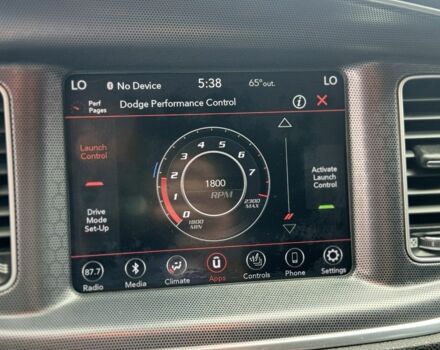 LO No Device 5:38 65°out. LO
Perf Pages
Dodge Performance Control
Launch Control
Drive Mode Set-Up
7 6 5 4 3 2 1 0
1800
RPM
1800 MIN
2300 MAX
Activate Launch Control
87.7
Radio Media Climate Apps Controls Phone Settings